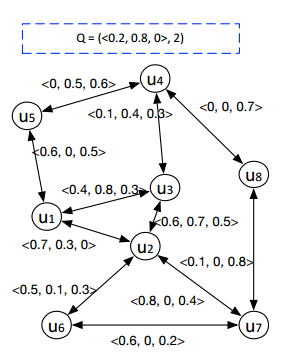 Q = (<0.2, 0.8, 0>, 2)
u4
<0, 0.5, 0.6>
<0, 0, 0.7>
<0.1, 0.4, 0.3>
u5
<0.6, 0, 0.5>
u8
<0.4, 0.8, 0.3>
u3
u1
<0.6, 0.7, 0.5>
<0.7, 0.3, 0>
u2
<0.1, 0, 0.8>
<0.5, 0.1, 0.3>
<0.8, 0, 0.4>
u6
u7
<0.6, 0, 0.2>